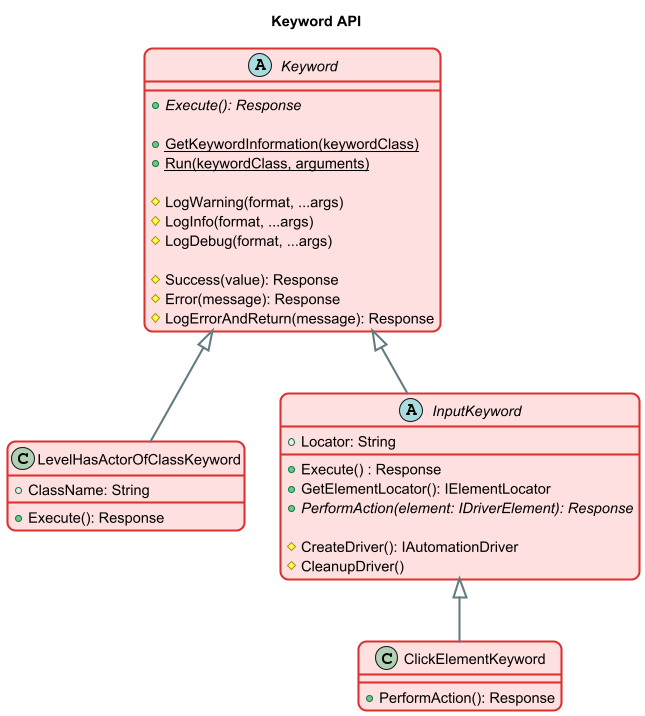 Keyword API
A Keyword
Execute(): Response
GetKeywordInformation(keywordClass)
Run(keywordClass, arguments)
LogWarning(format, ...args)
LogInfo(format, ...args)
LogDebug(format, ...args)
Success(value): Response
Error(message): Response
LogErrorAndReturn(message): Response
C LevelHasActorOfClassKeyword
ClassName: String
Execute(): Response
A InputKeyword
Locator: String
Execute() : Response
GetElementLocator(): IElementLocator
PerformAction(element: IDriverElement): Response
CreateDriver(): IAutomationDriver
CleanupDriver()
C ClickElementKeyword
PerformAction(): Response